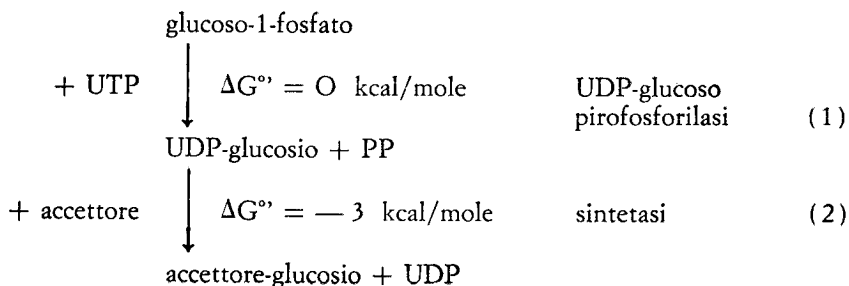 glucoso-1-fosfato
+ UTP ΔG°’ = O kcal/mole UDP-glucoso
pirofosforilasi (1)
UDP-glucosio + PP
+ accettore ΔG°’ = — 3 kcal/mole sintetasi (2)
accettore-glucosio + UDP